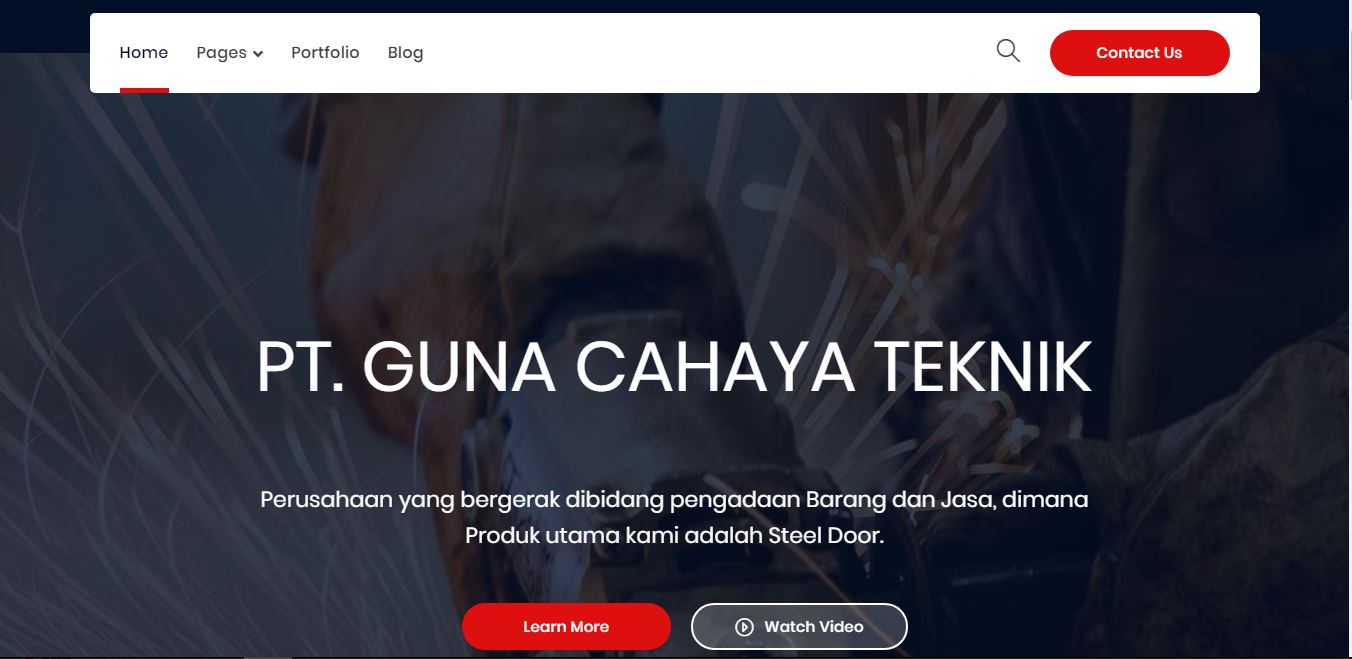 Home Pages Portfolio Blog Contact Us
PT. GUNA CAHAYA TEKNIK
Perusahaan yang bergerak dibidang pengadaan Barang dan Jasa, dimana
Produk utama kami adalah Steel Door.
Learn More Watch Video